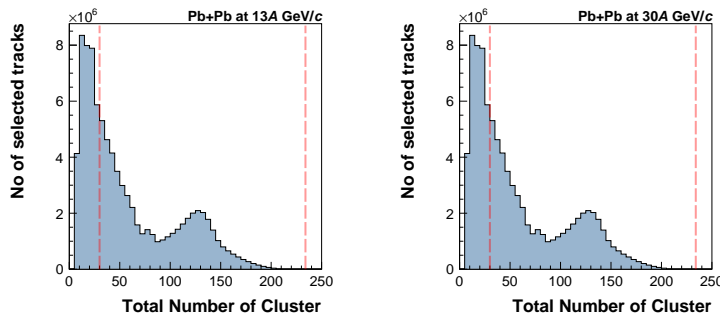 Pb+Pb at 13A GeV/c
×10⁶
No of selected tracks
8
6
4
2
0
0 50 100 150 200 250
Total Number of Cluster
Pb+Pb at 30A GeV/c
×10⁶
No of selected tracks
8
6
4
2
0
0 50 100 150 200 250
Total Number of Cluster